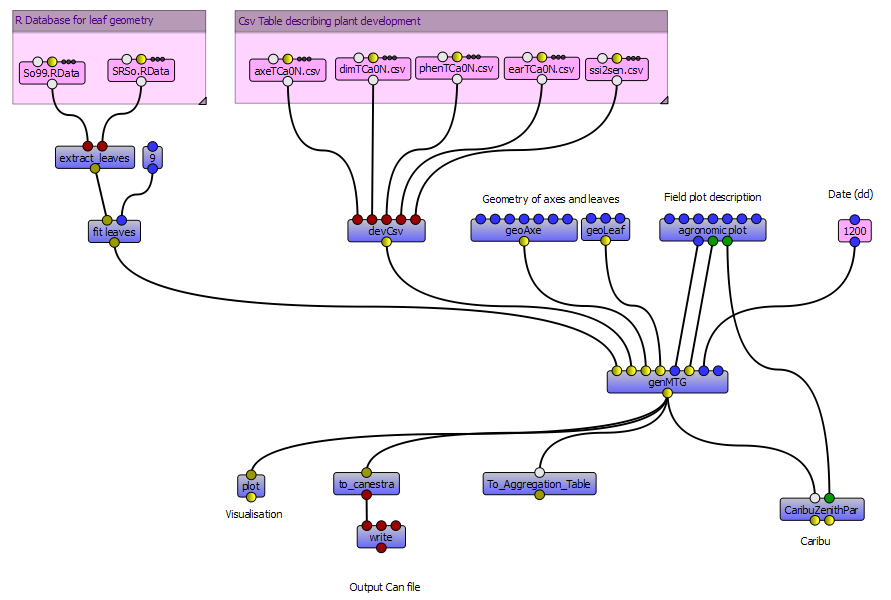 R Database for leaf geometry
Csv Table describing plant development
So99.RData
SRSo.RData
axeTCa0N.csv
dimTCa0N.csv
phenTCa0N.csv
earTCa0N.csv
ssi2sen.csv
extract_leaves
9
Geometry of axes and leaves
Field plot description
Date (dd)
fit leaves
devCsv
geoAxe
geoLeaf
agronomic plot
1200
genMTG
plot
to_canestra
To_Aggregation_Table
Visualisation
CaribuZenithPar
write
Caribu
Output Can file